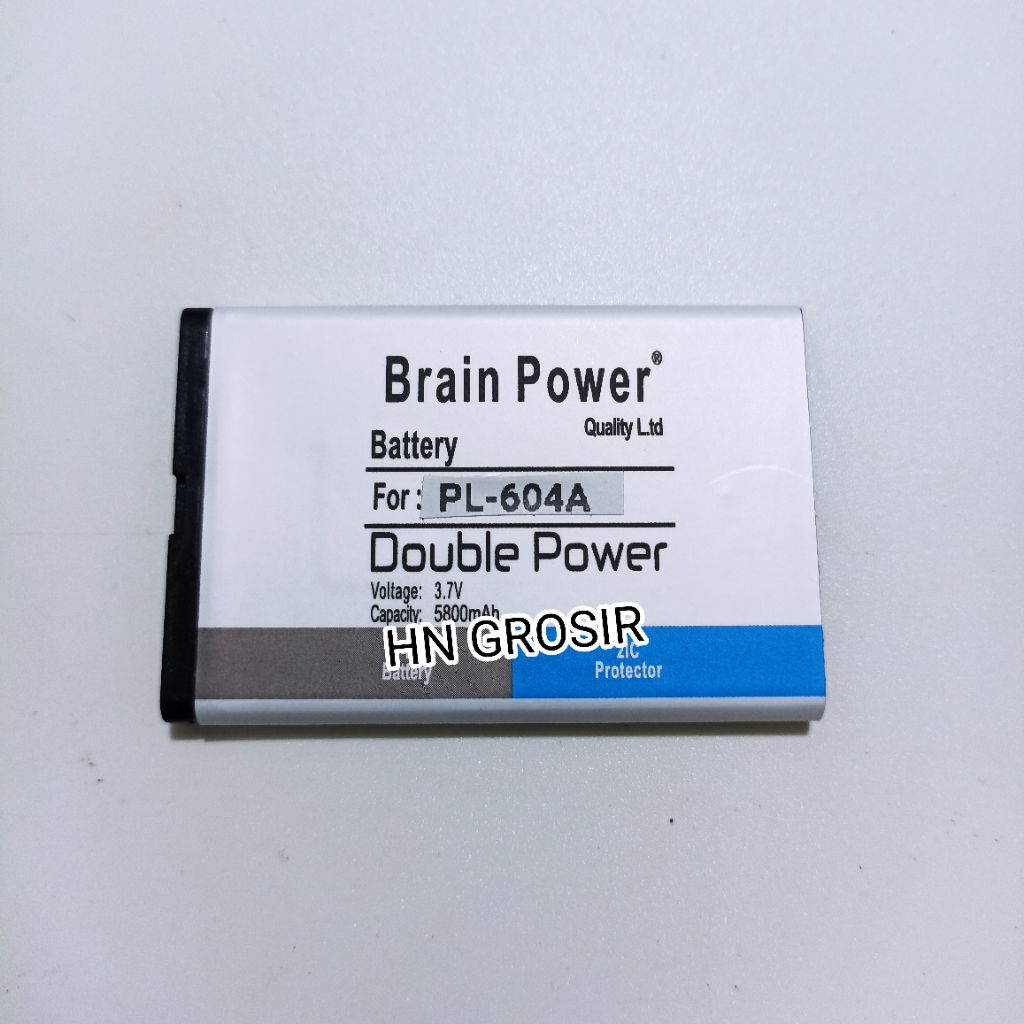 Brain Power®
Quality L.td
Battery
For : PL-604A
Double Power
Voltage: 3.7V
Capacity: 5800mAh
HN GROSIR
Battery
2IC
Protector